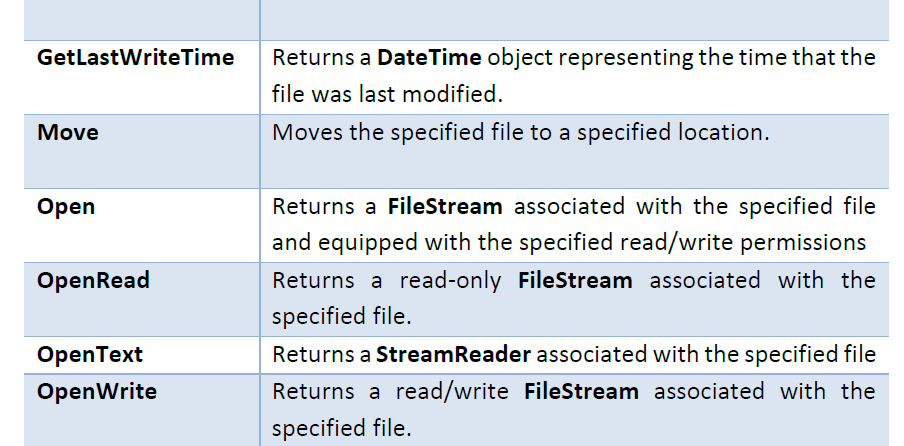 GetLastWriteTime Returns a DateTime object representing the time that the
file was last modified.
Move Moves the specified file to a specified location.
Open Returns a FileStream associated with the specified file
and equipped with the specified read/write permissions
OpenRead Returns a read-only FileStream associated with the
specified file.
OpenText Returns a StreamReader associated with the specified file
OpenWrite Returns a read/write FileStream associated with the
specified file.